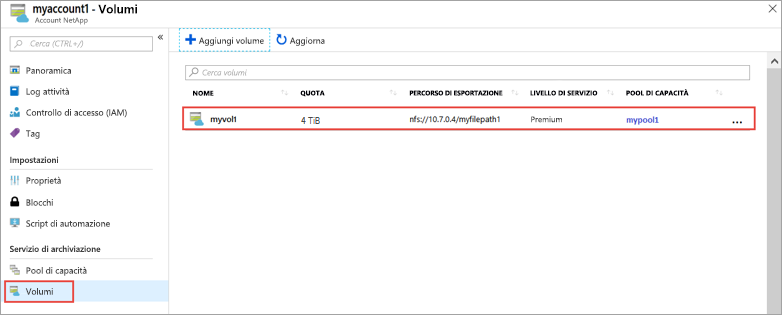 myaccount1 - Volumi
Account NetApp
Cerca (CTRL+/)
Panoramica
Log attività
Controllo di accesso (IAM)
Tag
Impostazioni
Proprietà
Blocchi
Script di automazione
Servizio di archiviazione
Pool di capacità
Volumi
Aggiungi volume
Aggiorna
Cerca volumi
NOME QUOTA PERCORSO DI ESPORTAZIONE LIVELLO DI SERVIZIO POOL DI CAPACITÀ
myvol1 4 TiB nfs://10.7.0.4/myfilepath1 Premium mypool1 ...